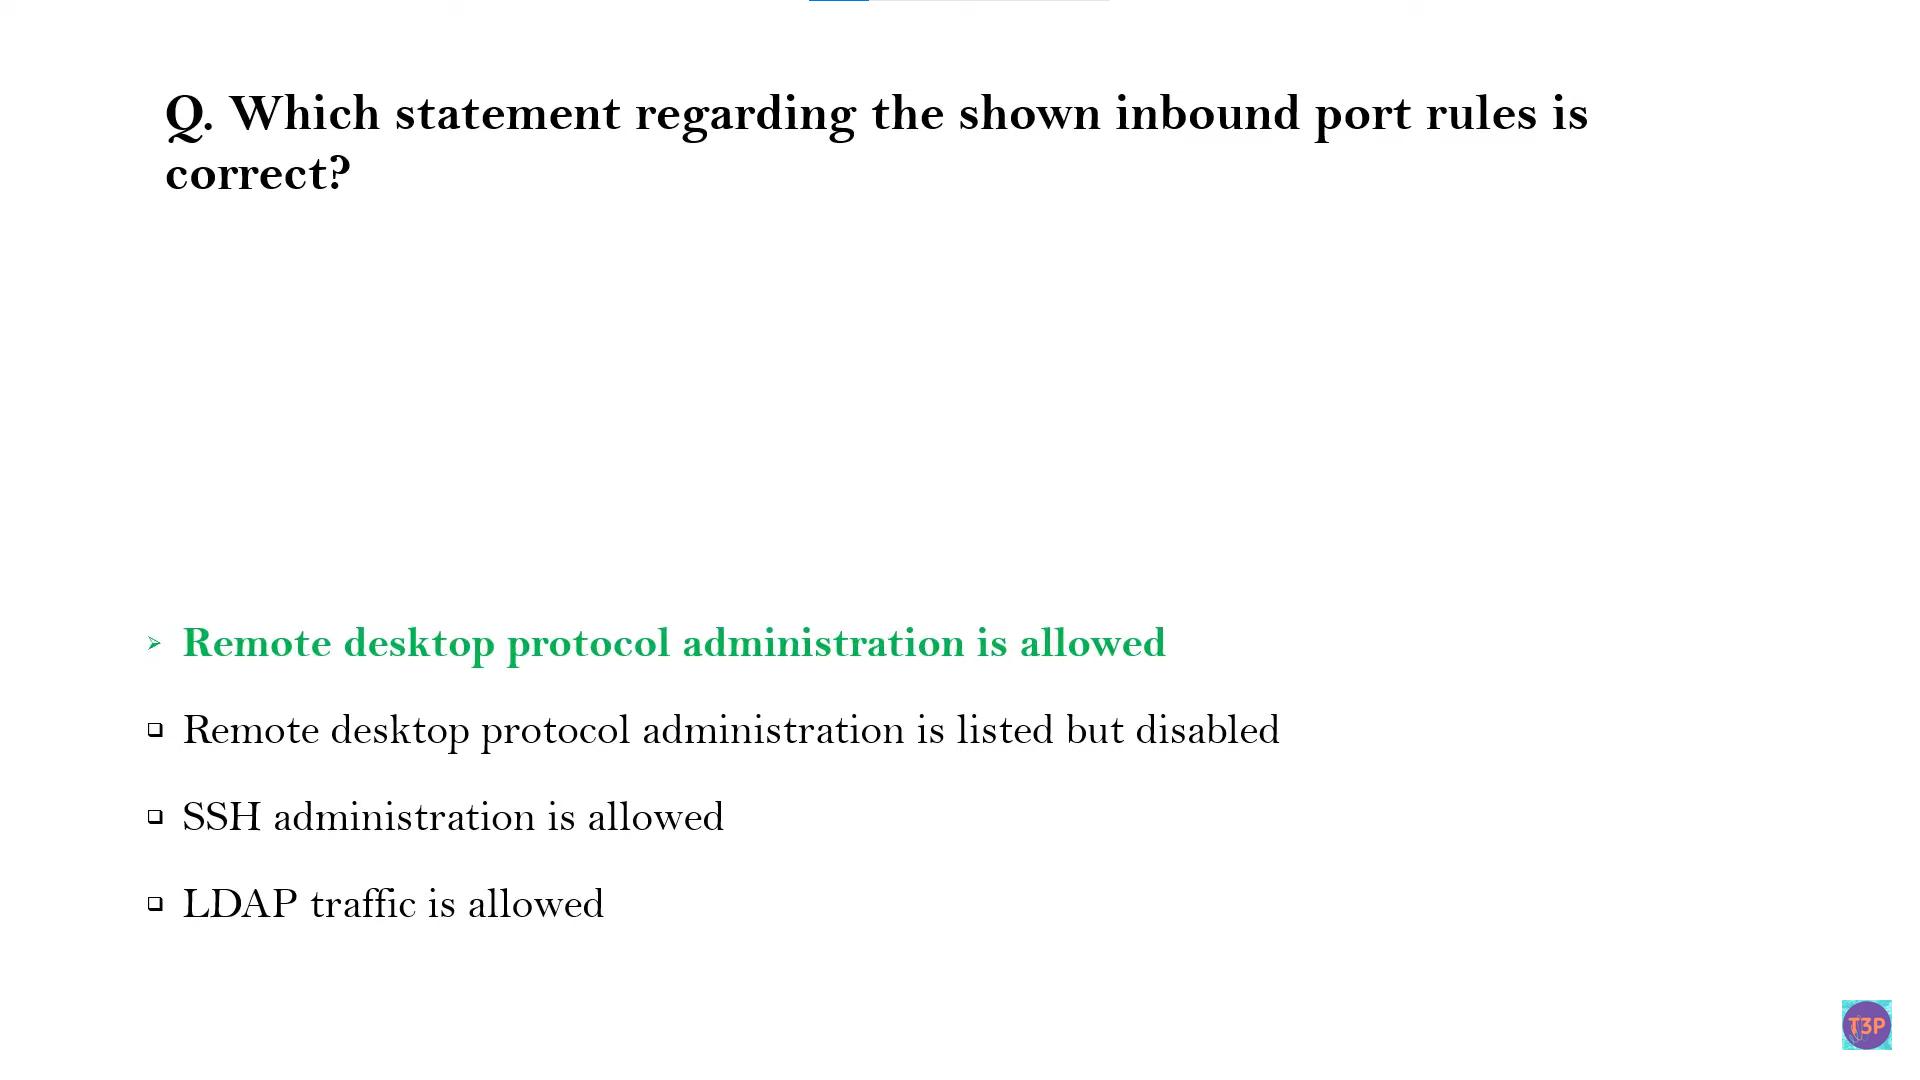 Q. Which statement regarding the shown inbound port rules is
correct?
Remote desktop protocol administration is allowed
Remote desktop protocol administration is listed but disabled
SSH administration is allowed
LDAP traffic is allowed
T3P